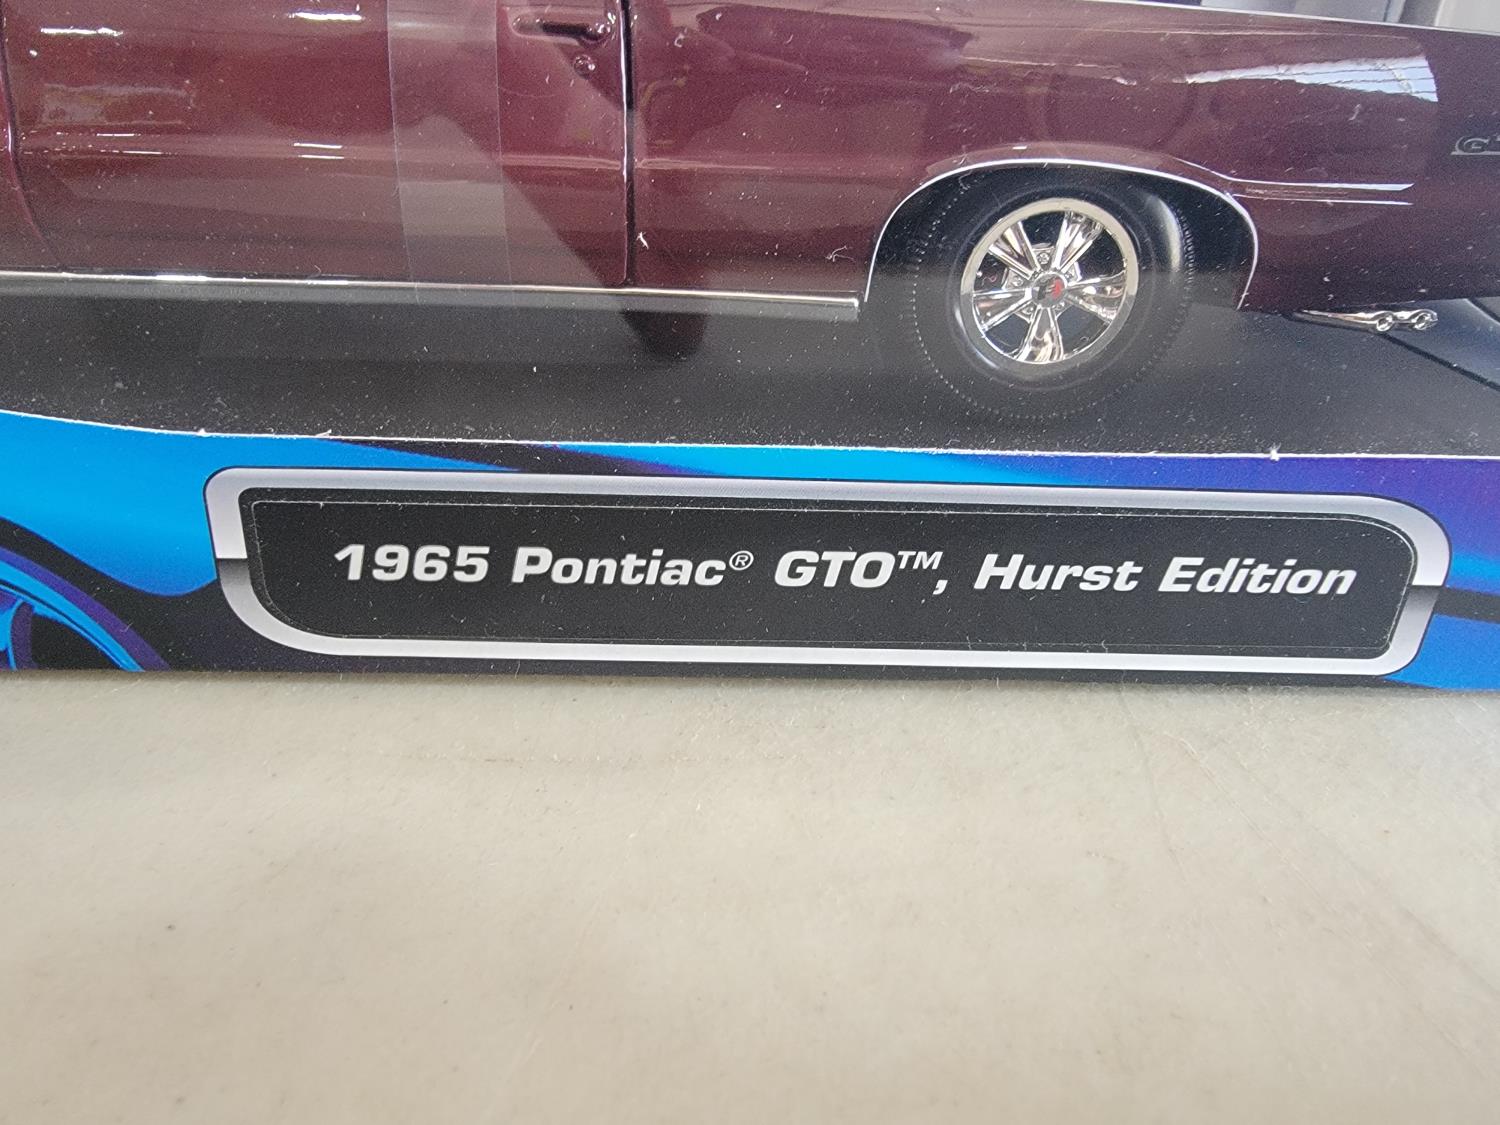 1965 Pontiac® GTO™, Hurst Edition